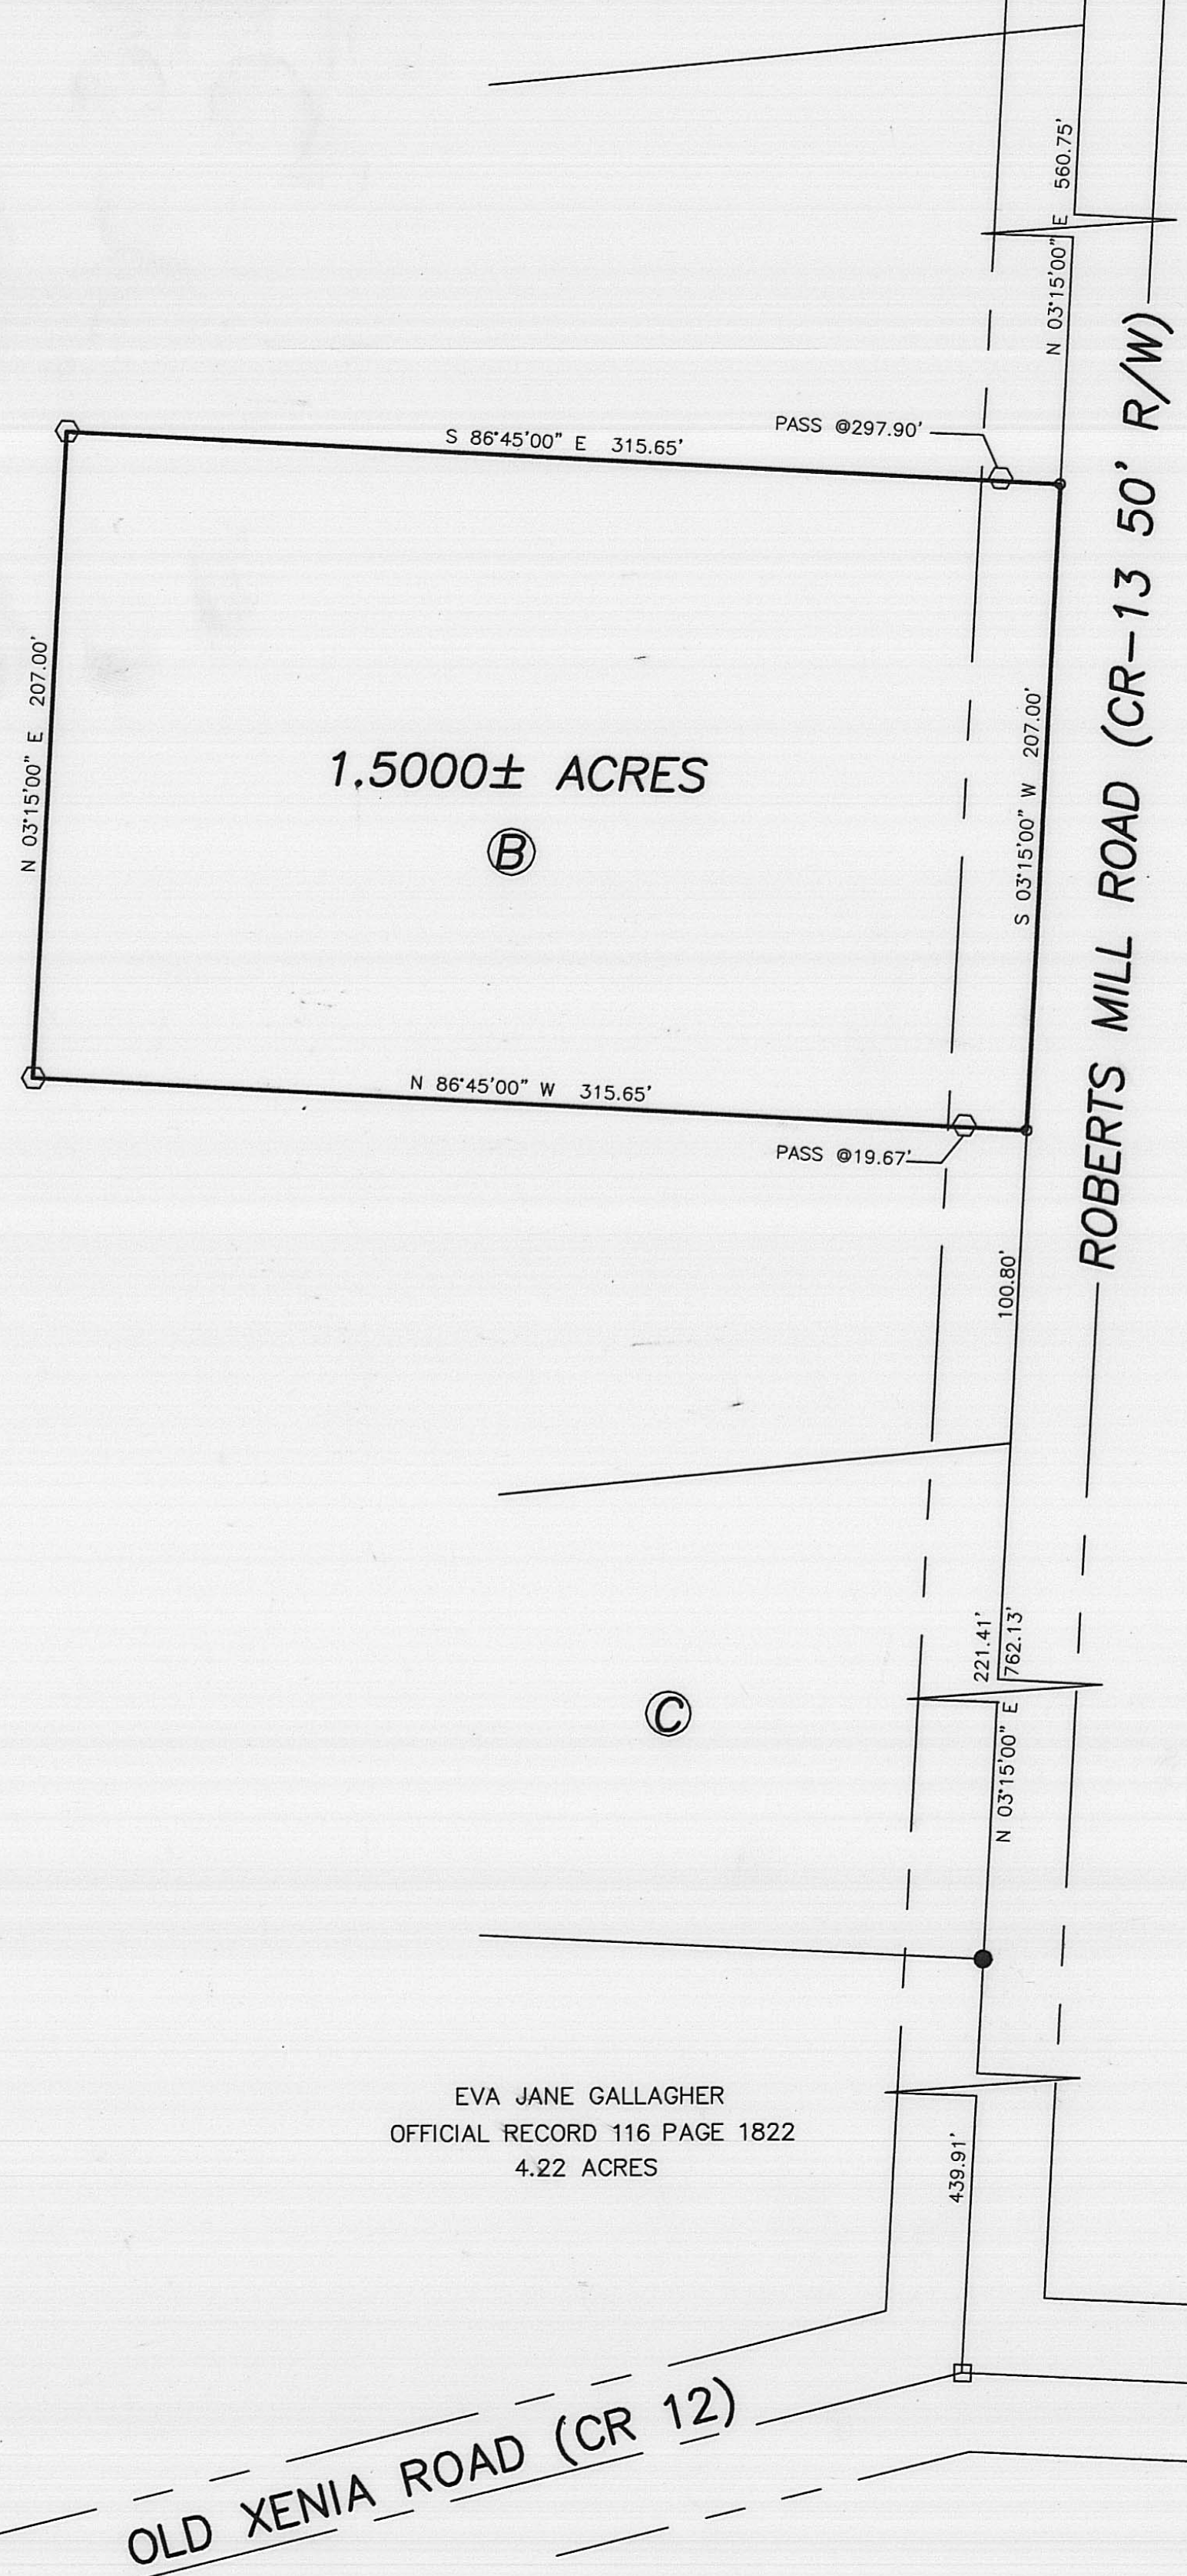 N 03°15'00" E 560.75'
PASS @297.90'
S 86°45'00" E 315.65'
ROBERTS MILL ROAD (CR-13 50' R/W)
N 03°15'00" E 207.00'
S 03°15'00" W 207.00'
1.5000± ACRES
B
N 86°45'00" W 315.65'
PASS @19.67'
100.80'
221.41'
762.13'
N 03°15'00" E
C
EVA JANE GALLAGHER
OFFICIAL RECORD 116 PAGE 1822
4.22 ACRES
439.91'
OLD XENIA ROAD (CR 12)